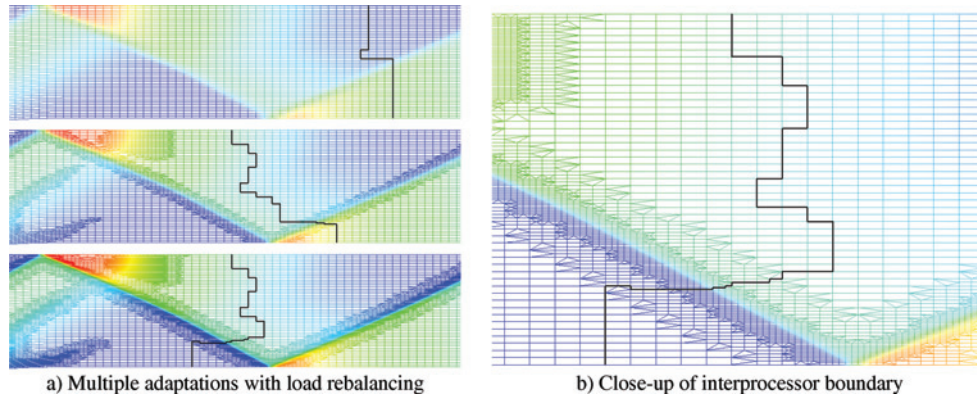 a) Multiple adaptations with load rebalancing
b) Close-up of interprocessor boundary